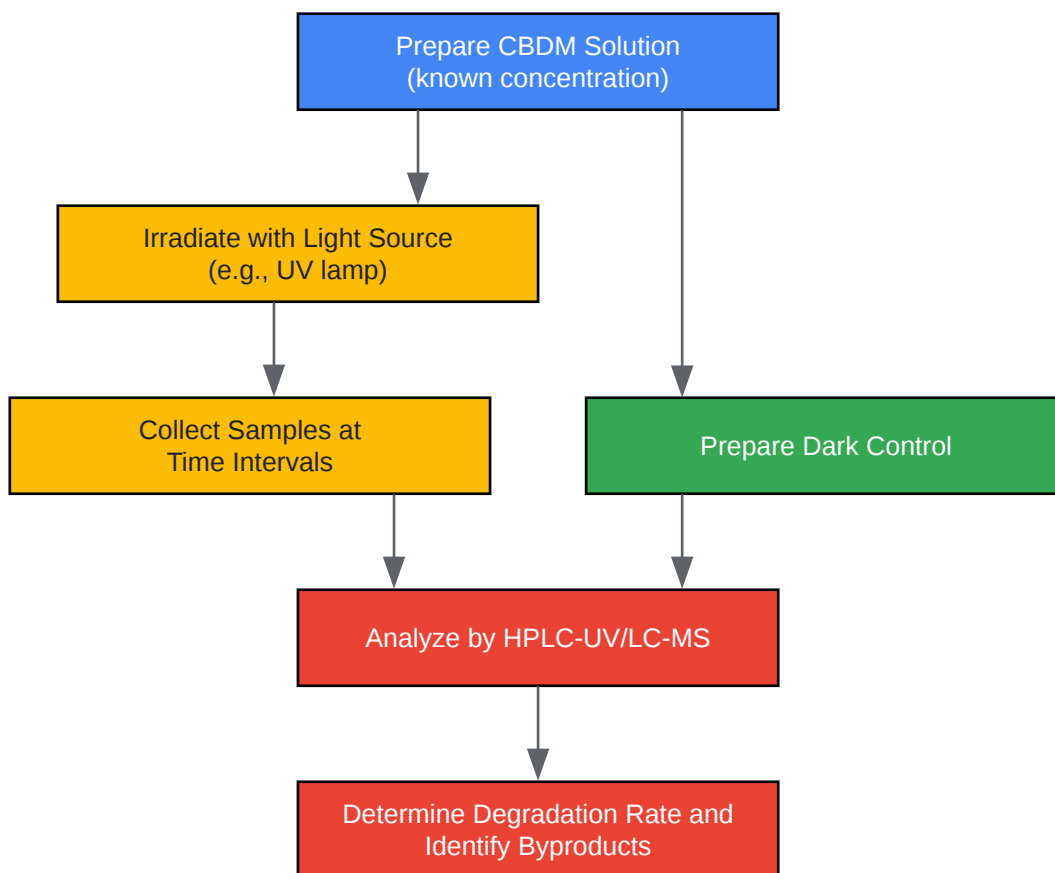 Prepare CBDM Solution
(known concentration)
Irradiate with Light Source
(e.g., UV lamp)
Collect Samples at
Time Intervals
Prepare Dark Control
Analyze by HPLC-UV/LC-MS
Determine Degradation Rate and
Identify Byproducts